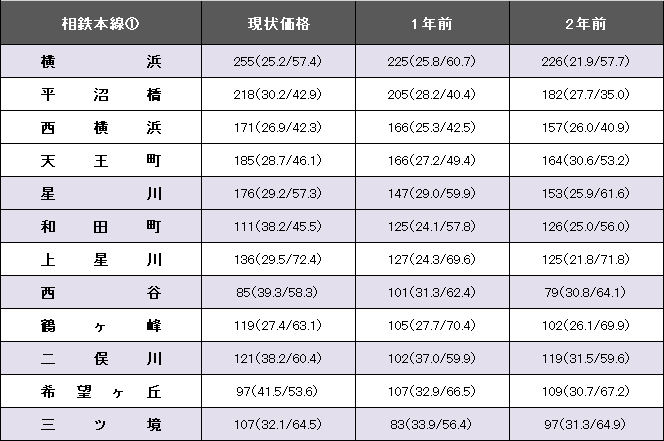 相鉄本線① 現状価格 1年前 2年前
横浜 255(25.2/57.4) 225(25.8/60.7) 226(21.9/57.7)
平沼橋 218(30.2/42.9) 205(28.2/40.4) 182(27.7/35.0)
西横浜 171(26.9/42.3) 166(25.3/42.5) 157(26.0/40.9)
天王町 185(28.7/46.1) 166(27.2/49.4) 164(30.6/53.2)
星川 176(29.2/57.3) 147(29.0/59.9) 153(25.9/61.6)
和田町 111(38.2/45.5) 125(24.1/57.8) 126(25.0/56.0)
上星川 136(29.5/72.4) 127(24.3/69.6) 125(21.8/71.8)
西谷 85(39.3/58.3) 101(31.3/62.4) 79(30.8/64.1)
鶴ヶ峰 119(27.4/63.1) 105(27.7/70.4) 102(26.1/69.9)
二俣川 121(38.2/60.4) 102(37.0/59.9) 119(31.5/59.6)
希望ヶ丘 97(41.5/53.6) 107(32.9/66.5) 109(30.7/67.2)
三ッ境 107(32.1/64.5) 83(33.9/56.4) 97(31.3/64.9)